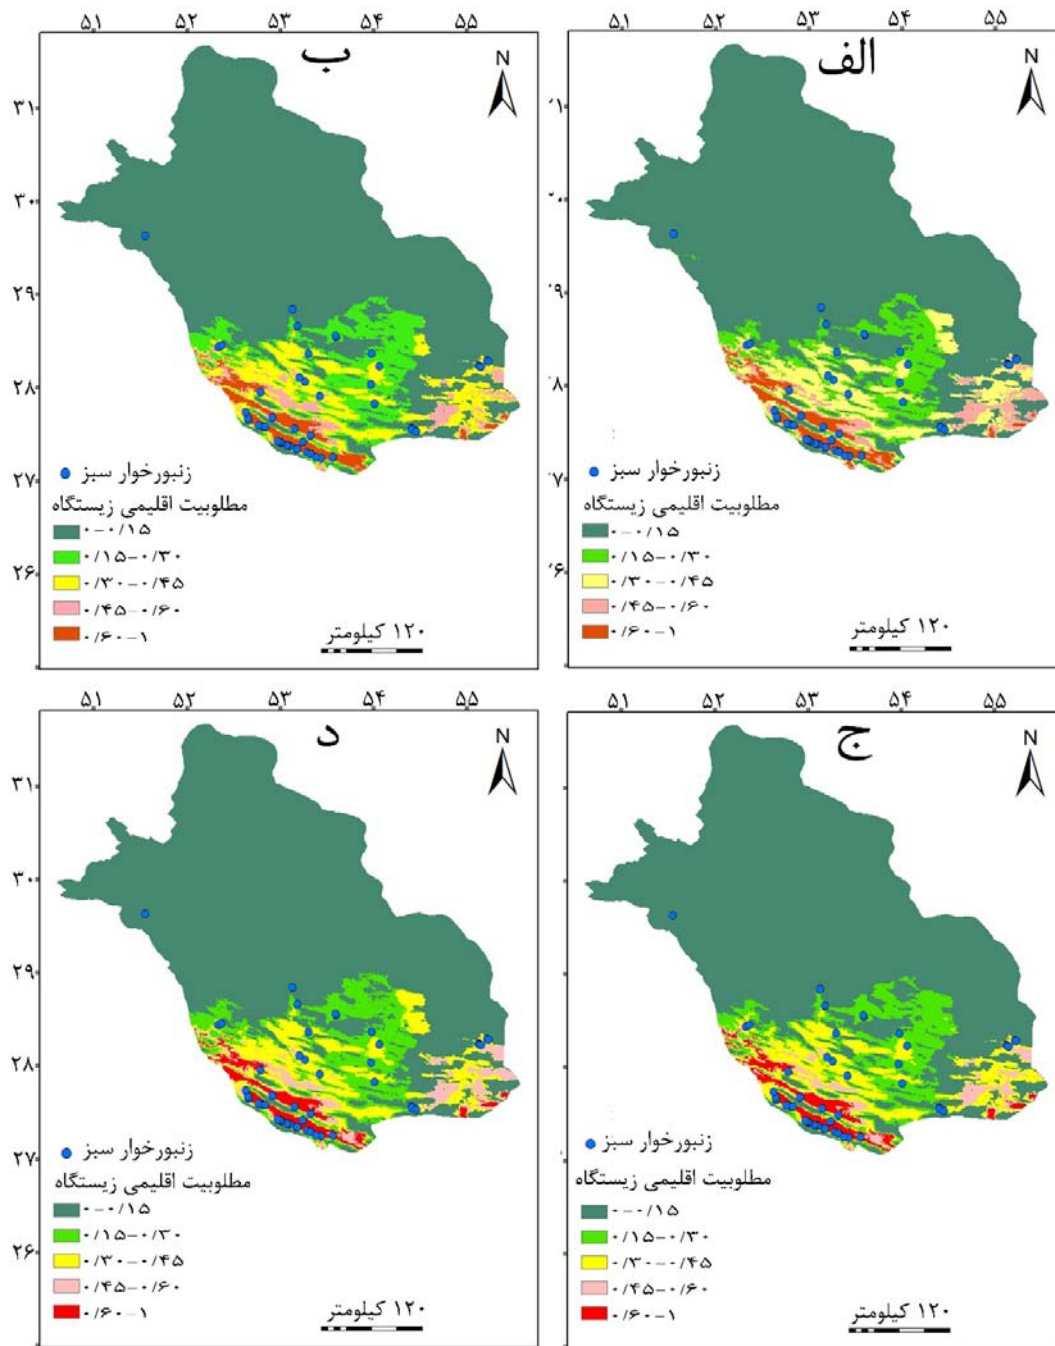 ۵۱ ۵۲ ۵۳ ۵۴ ۵۵
الف
N
۳۱
۳۰
۲۹
۲۸
۲۷
۲۶
زنبورخوار سبز
مطلوبیت اقلیمی زیستگاه
۰-۰/۱۵
۰/۱۵-۰/۳۰
۰/۳۰-۰/۴۵
۰/۴۵-۰/۶۰
۰/۶۰-۱
۱۲۰ کیلومتر
۵۱ ۵۲ ۵۳ ۵۴ ۵۵
ب
N
۳۱
۳۰
۲۹
۲۸
۲۷
۲۶
زنبورخوار سبز
مطلوبیت اقلیمی زیستگاه
۰-۰/۱۵
۰/۱۵-۰/۳۰
۰/۳۰-۰/۴۵
۰/۴۵-۰/۶۰
۰/۶۰-۱
۱۲۰ کیلومتر
۵۱ ۵۲ ۵۳ ۵۴ ۵۵
ج
N
زنبورخوار سبز
مطلوبیت اقلیمی زیستگاه
۰-۰/۱۵
۰/۱۵-۰/۳۰
۰/۳۰-۰/۴۵
۰/۴۵-۰/۶۰
۰/۶۰-۱
۱۲۰ کیلومتر
۵۱ ۵۲ ۵۳ ۵۴ ۵۵
د
N
۳۱
۳۰
۲۹
۲۸
۲۷
۲۶
زنبورخوار سبز
مطلوبیت اقلیمی زیستگاه
۰-۰/۱۵
۰/۱۵-۰/۳۰
۰/۳۰-۰/۴۵
۰/۴۵-۰/۶۰
۰/۶۰-۱
۱۲۰ کیلومتر